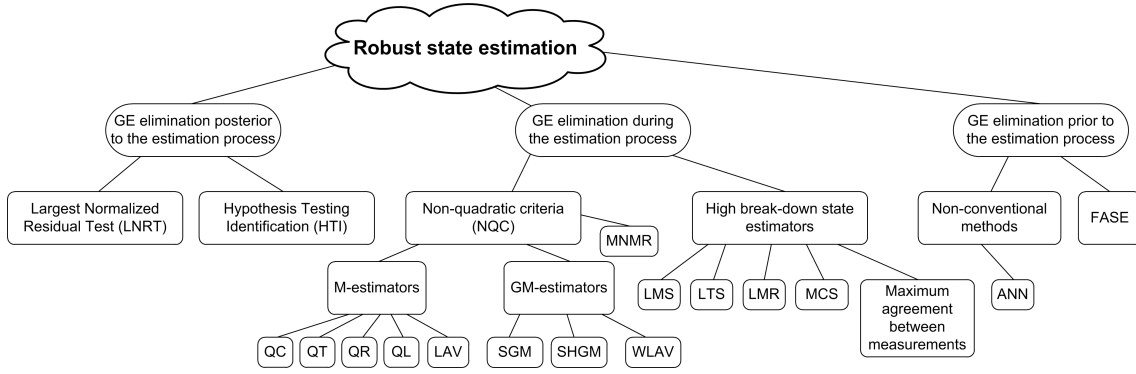 Robust state estimation
GE elimination posterior
to the estimation process
GE elimination during
the estimation process
GE elimination prior to
the estimation process
Largest Normalized
Residual Test (LNRT)
Hypothesis Testing
Identification (HTI)
Non-quadratic criteria
(NQC)
MNMR
High break-down state
estimators
Non-conventional
methods
FASE
M-estimators
GM-estimators
LMS
LTS
LMR
MCS
Maximum
agreement
between
measurements
ANN
QC
QT
QR
QL
LAV
SGM
SHGM
WLAV